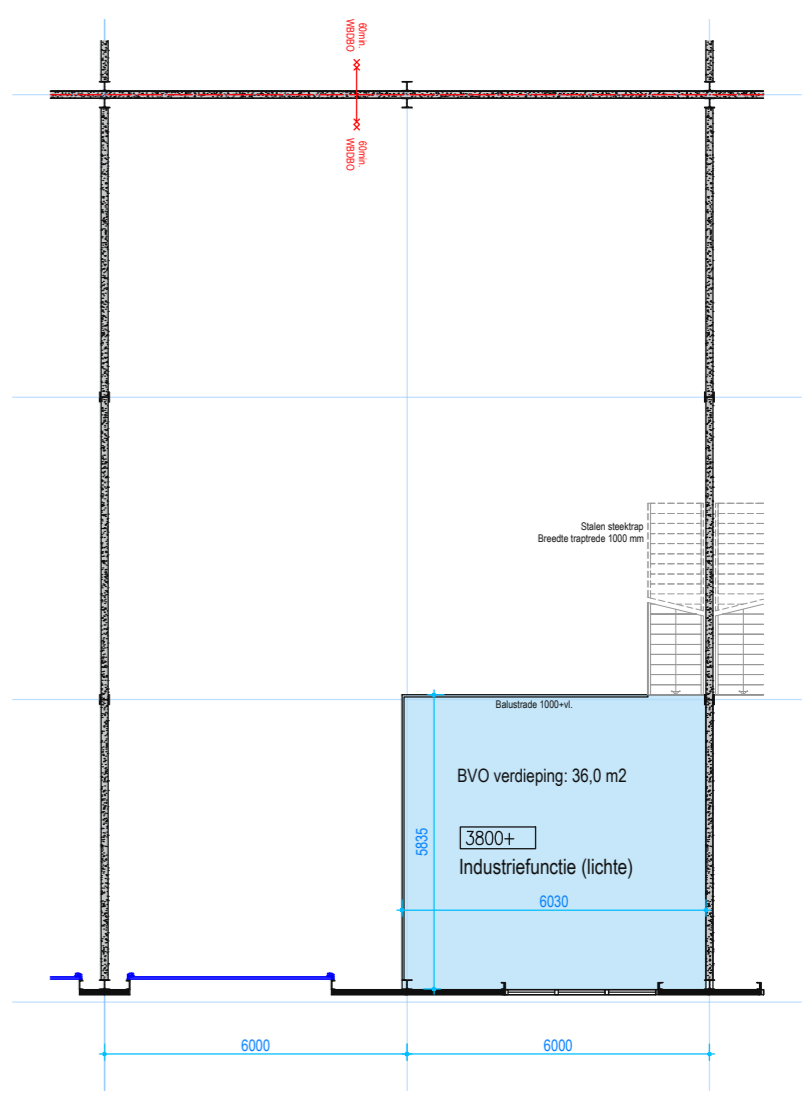 60min.
WBDBO
60min.
WBDBO
Stalen steektrap
Breedte traptrede 1000 mm
Balustrade 1000+vl.
BVO verdieping: 36,0 m2
3800+
Industriefunctie (lichte)
5835
6030
6000
6000